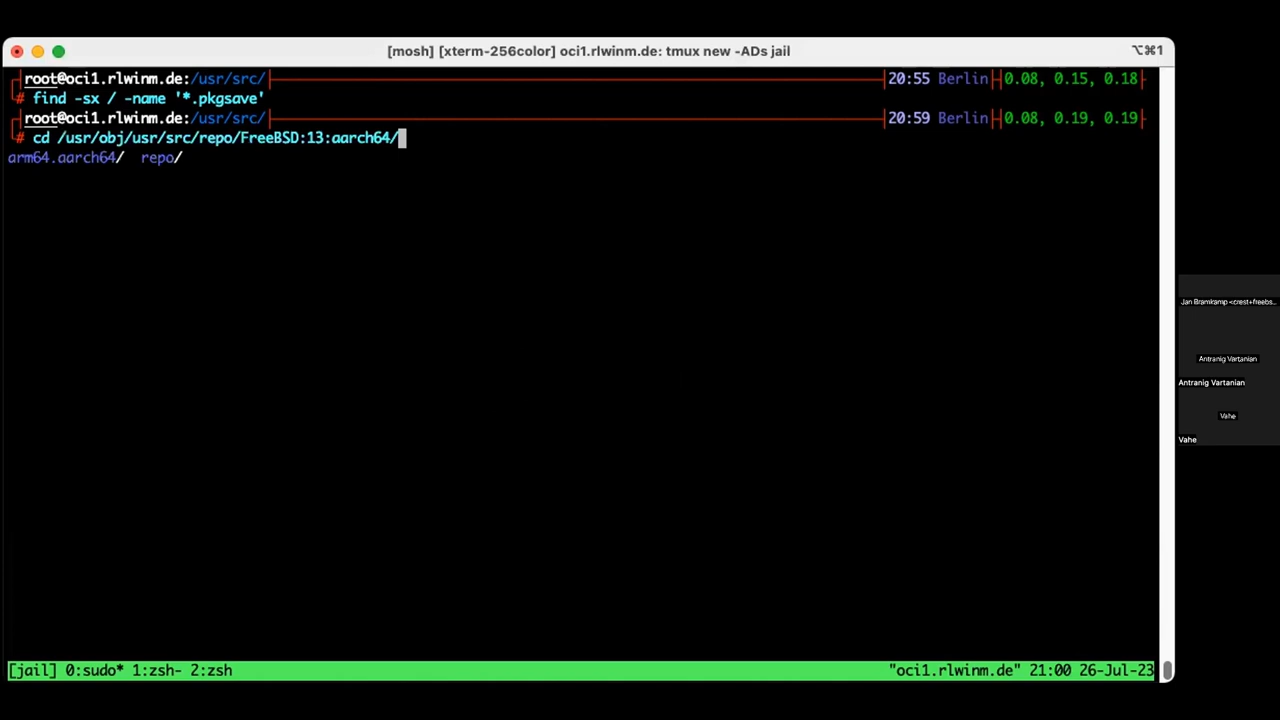 [mosh] [xterm-256color] oci1.rlwinm.de: tmux new -ADs jail
⌥⌘1
root@oci1.rlwinm.de:/usr/src/ 20:55 Berlin 0.08, 0.15, 0.18
# find -sx / -name '*.pkgsave'
root@oci1.rlwinm.de:/usr/src/ 20:59 Berlin 0.08, 0.19, 0.19
# cd /usr/obj/usr/src/repo/FreeBSD:13:aarch64/
arm64.aarch64/ repo/
Jan Bramkamp <crest+freebs...
Antranig Vartanian
Antranig Vartanian
Vahe
Vahe
[jail] 0:sudo* 1:zsh- 2:zsh "oci1.rlwinm.de" 21:00 26-Jul-23